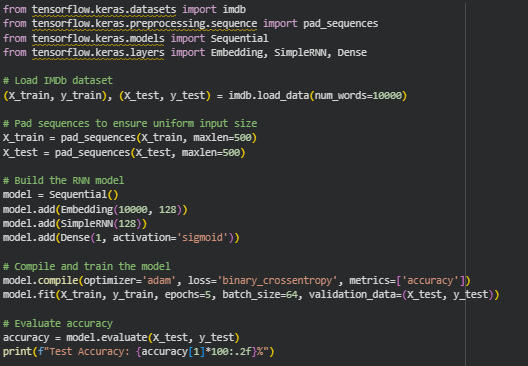 from tensorflow.keras.datasets import imdb
from tensorflow.keras.preprocessing.sequence import pad_sequences
from tensorflow.keras.models import Sequential
from tensorflow.keras.layers import Embedding, SimpleRNN, Dense
# Load IMDb dataset
(X_train, y_train), (X_test, y_test) = imdb.load_data(num_words=10000)
# Pad sequences to ensure uniform input size
X_train = pad_sequences(X_train, maxlen=500)
X_test = pad_sequences(X_test, maxlen=500)
# Build the RNN model
model = Sequential()
model.add(Embedding(10000, 128))
model.add(SimpleRNN(128))
model.add(Dense(1, activation='sigmoid'))
# Compile and train the model
model.compile(optimizer='adam', loss='binary_crossentropy', metrics=['accuracy'])
model.fit(X_train, y_train, epochs=5, batch_size=64, validation_data=(X_test, y_test))
# Evaluate accuracy
accuracy = model.evaluate(X_test, y_test)
print(f"Test Accuracy: {accuracy[1]*100:.2f}%")